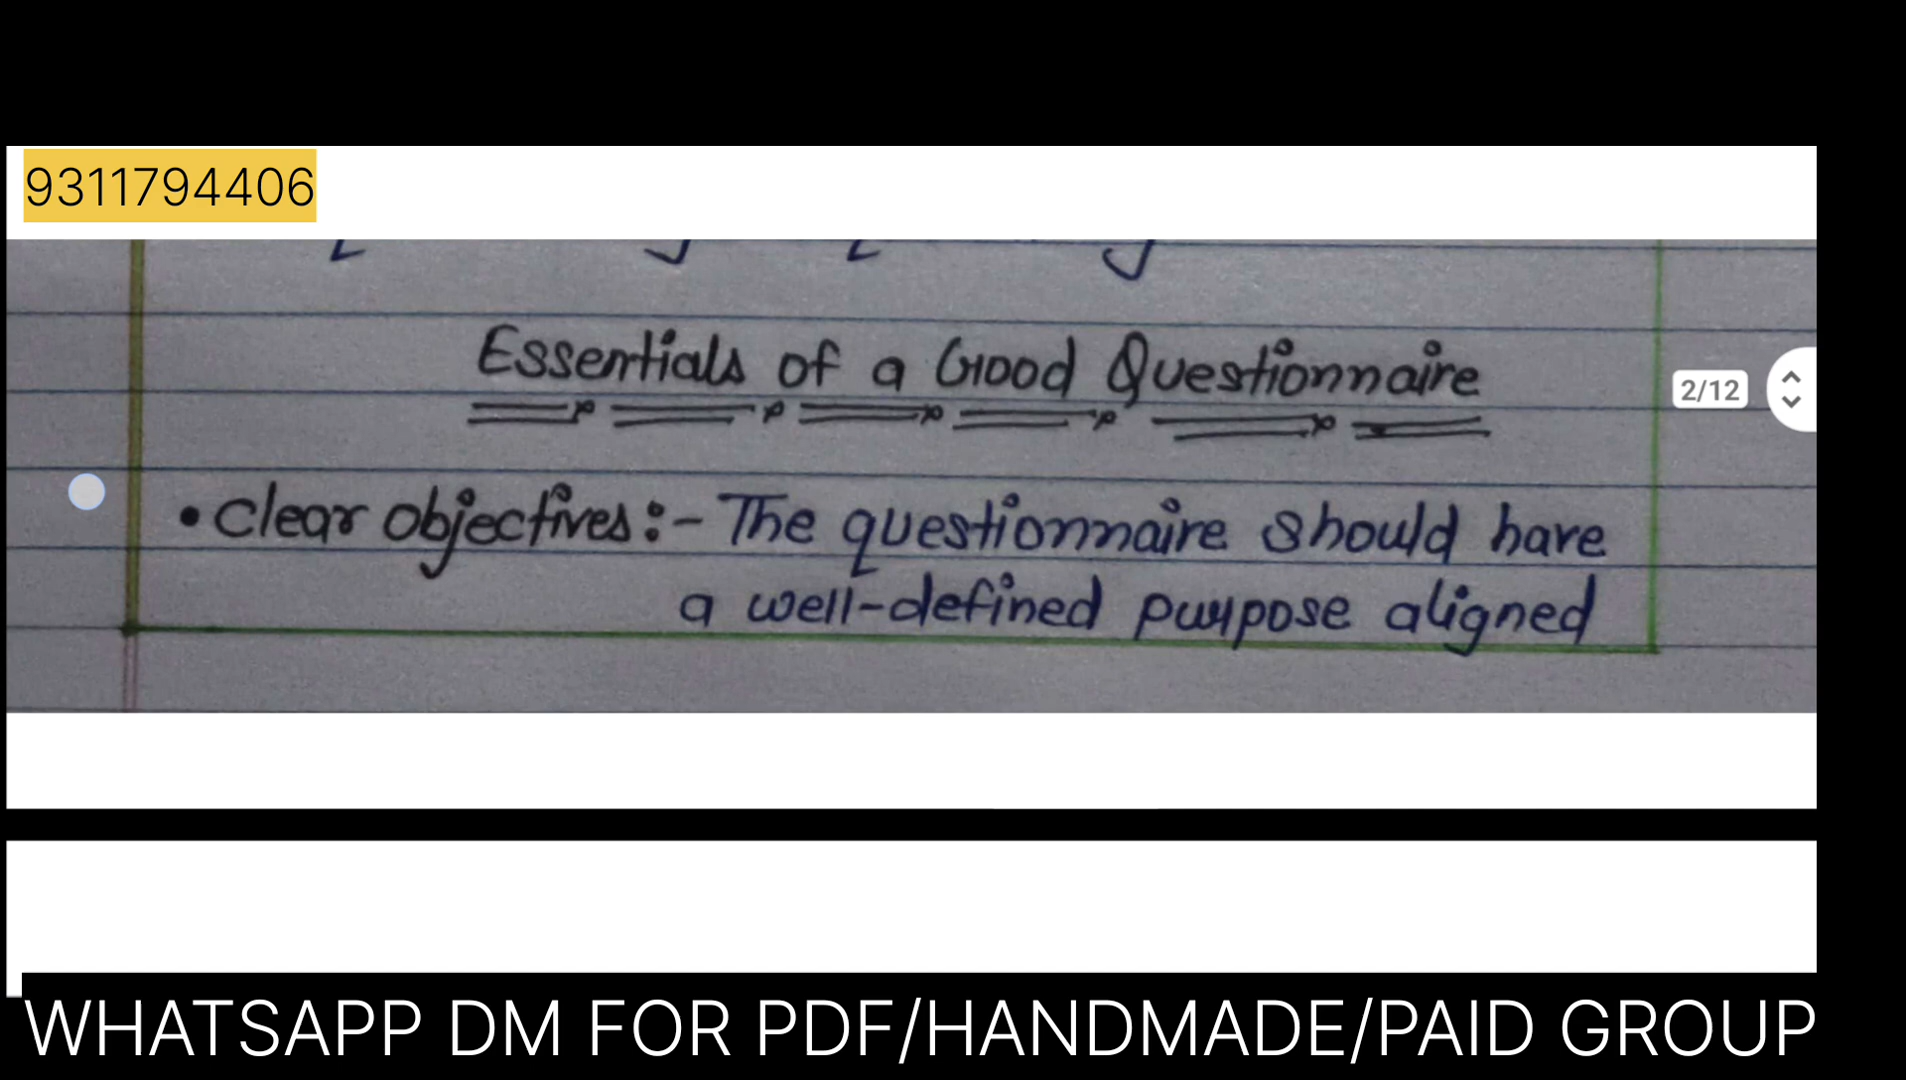 9311794406
Essentials of a Good Questionnaire
2/12
• Clear objectives:- The questionnaire should have
a well-defined purpose aligned
WHATSAPP DM FOR PDF/HANDMADE/PAID GROUP